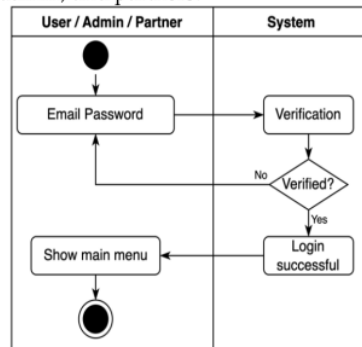 User / Admin / Partner
System
Email Password
Verification
No
Verified?
Yes
Show main menu
Login
successful